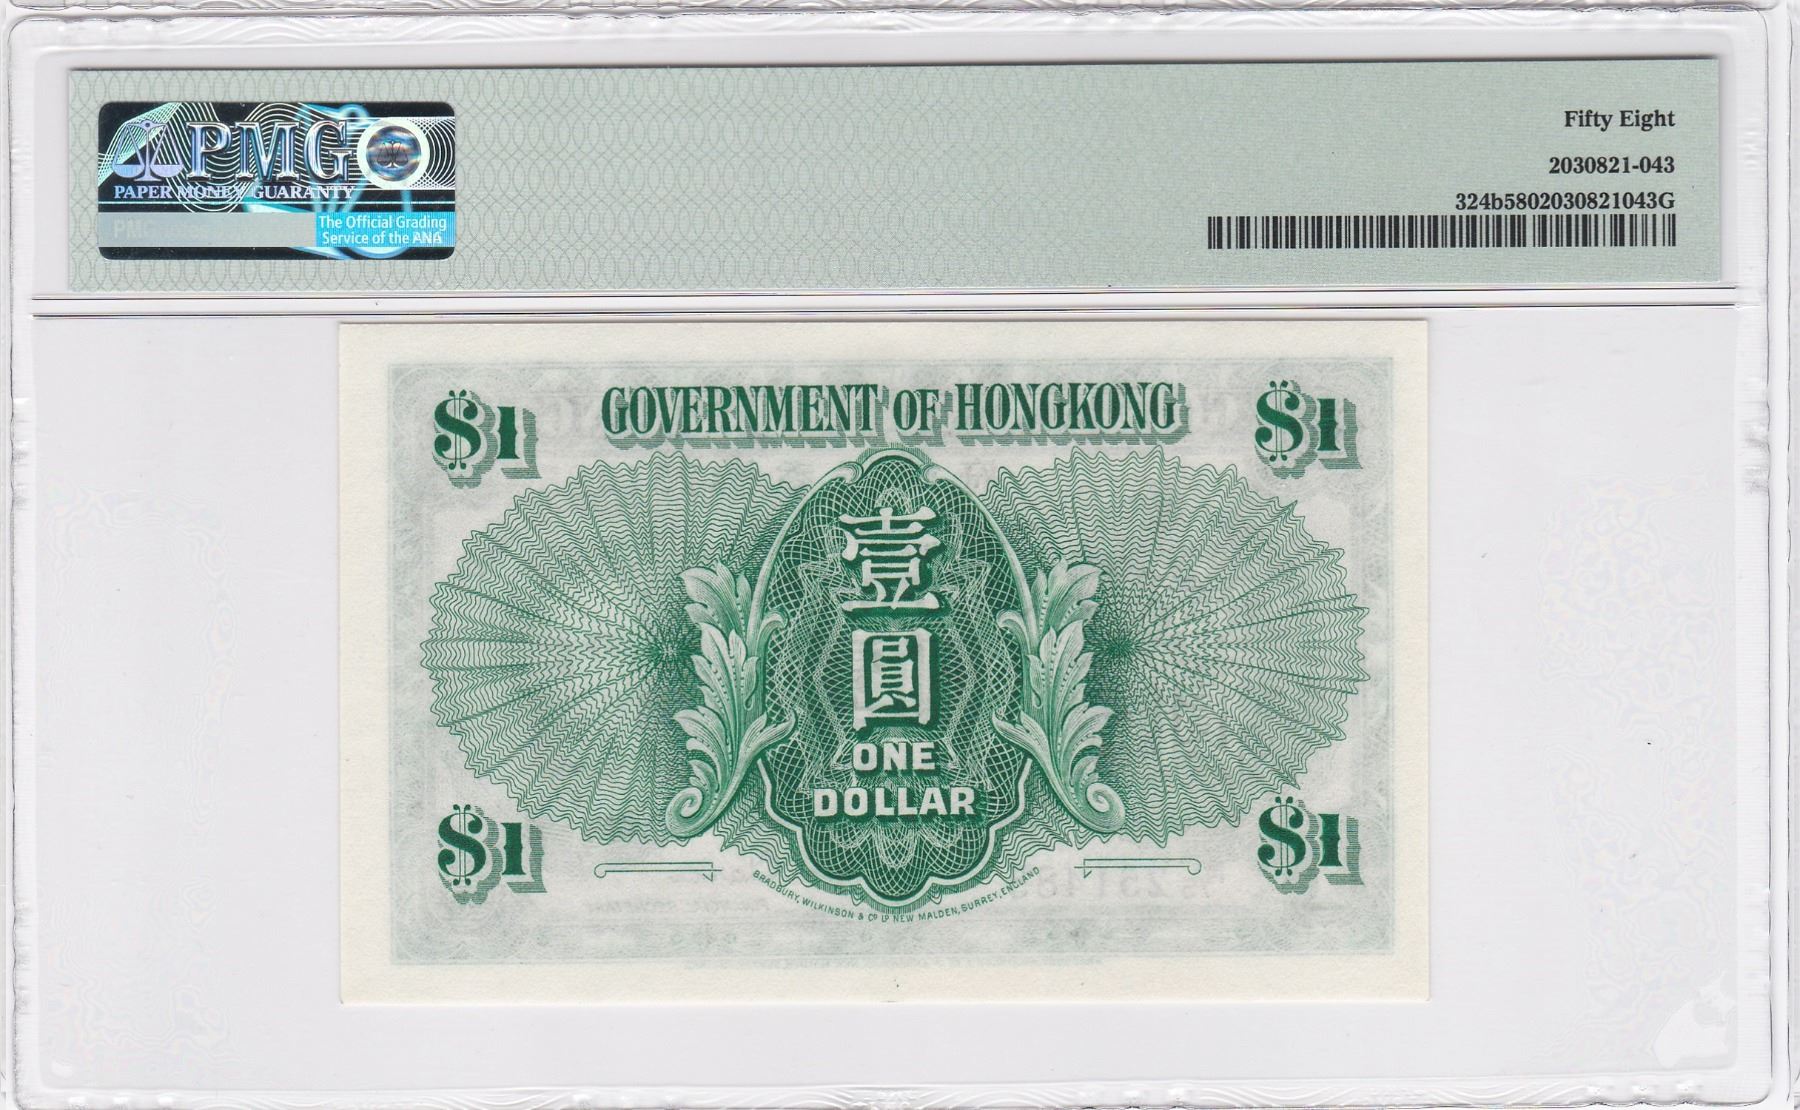 Fifty Eight
PMG
2030821-043
PAPER MONEY GUARANTY
324b5802030821043G
The Official Grading
Service of the ANA
$1 GOVERNMENT OF HONGKONG $1
壹
圓
ONE
DOLLAR
$1 $1
BRADBURY, WILKINSON & Cº Lº NEW MALDEN, SURREY, ENGLAND